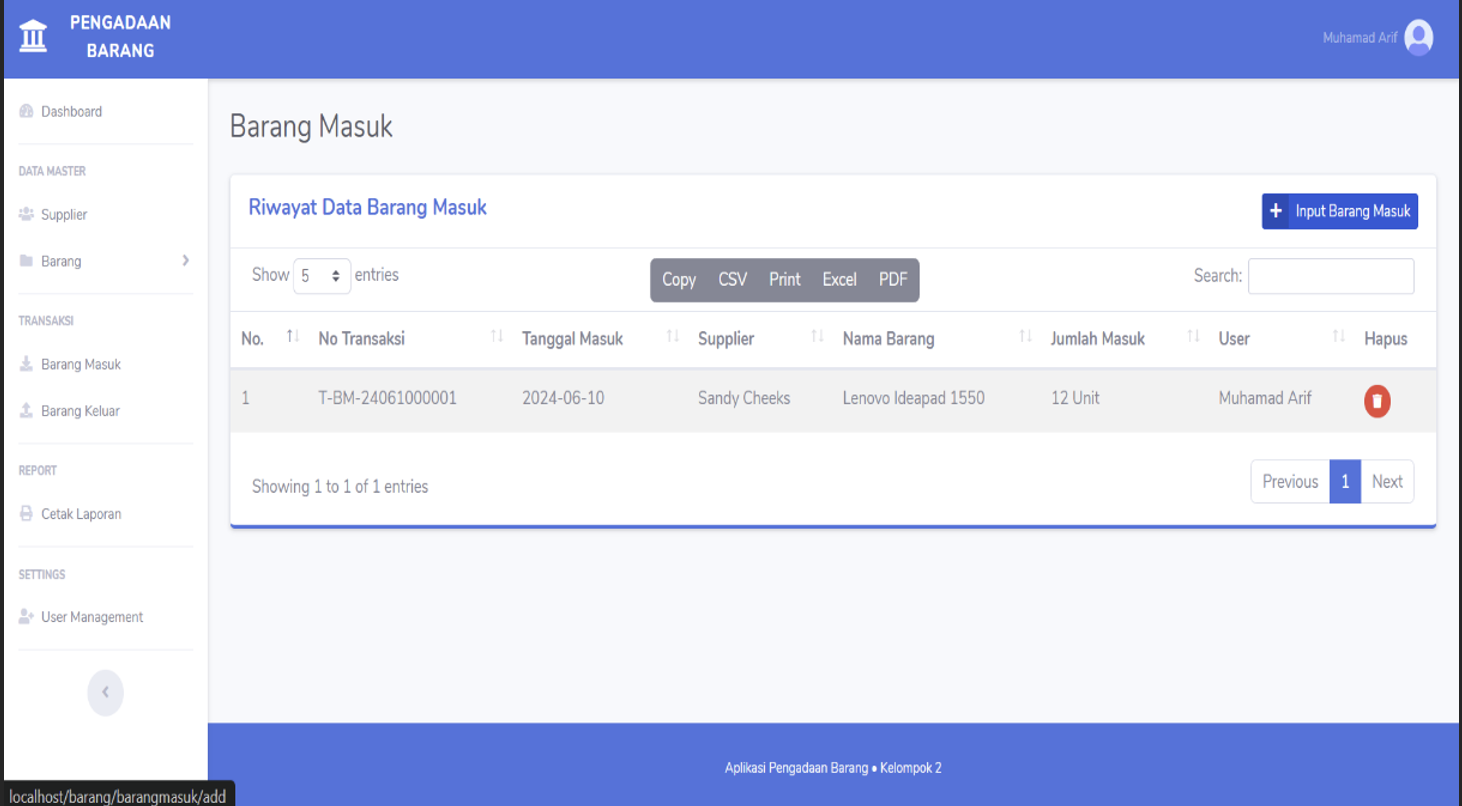 PENGADAAN
BARANG
Muhamad Arif
Dashboard
DATA MASTER
Supplier
Barang
TRANSAKSI
Barang Masuk
Barang Keluar
REPORT
Cetak Laporan
SETTINGS
User Management
Barang Masuk
Riwayat Data Barang Masuk
+ Input Barang Masuk
Show 5 entries
Copy CSV Print Excel PDF
Search:
No. No Transaksi Tanggal Masuk Supplier Nama Barang Jumlah Masuk User Hapus
1 T-BM-24061000001 2024-06-10 Sandy Cheeks Lenovo Ideapad 1550 12 Unit Muhamad Arif
Showing 1 to 1 of 1 entries
Previous 1 Next
Aplikasi Pengadaan Barang • Kelompok 2
localhost/barang/barangmasuk/add